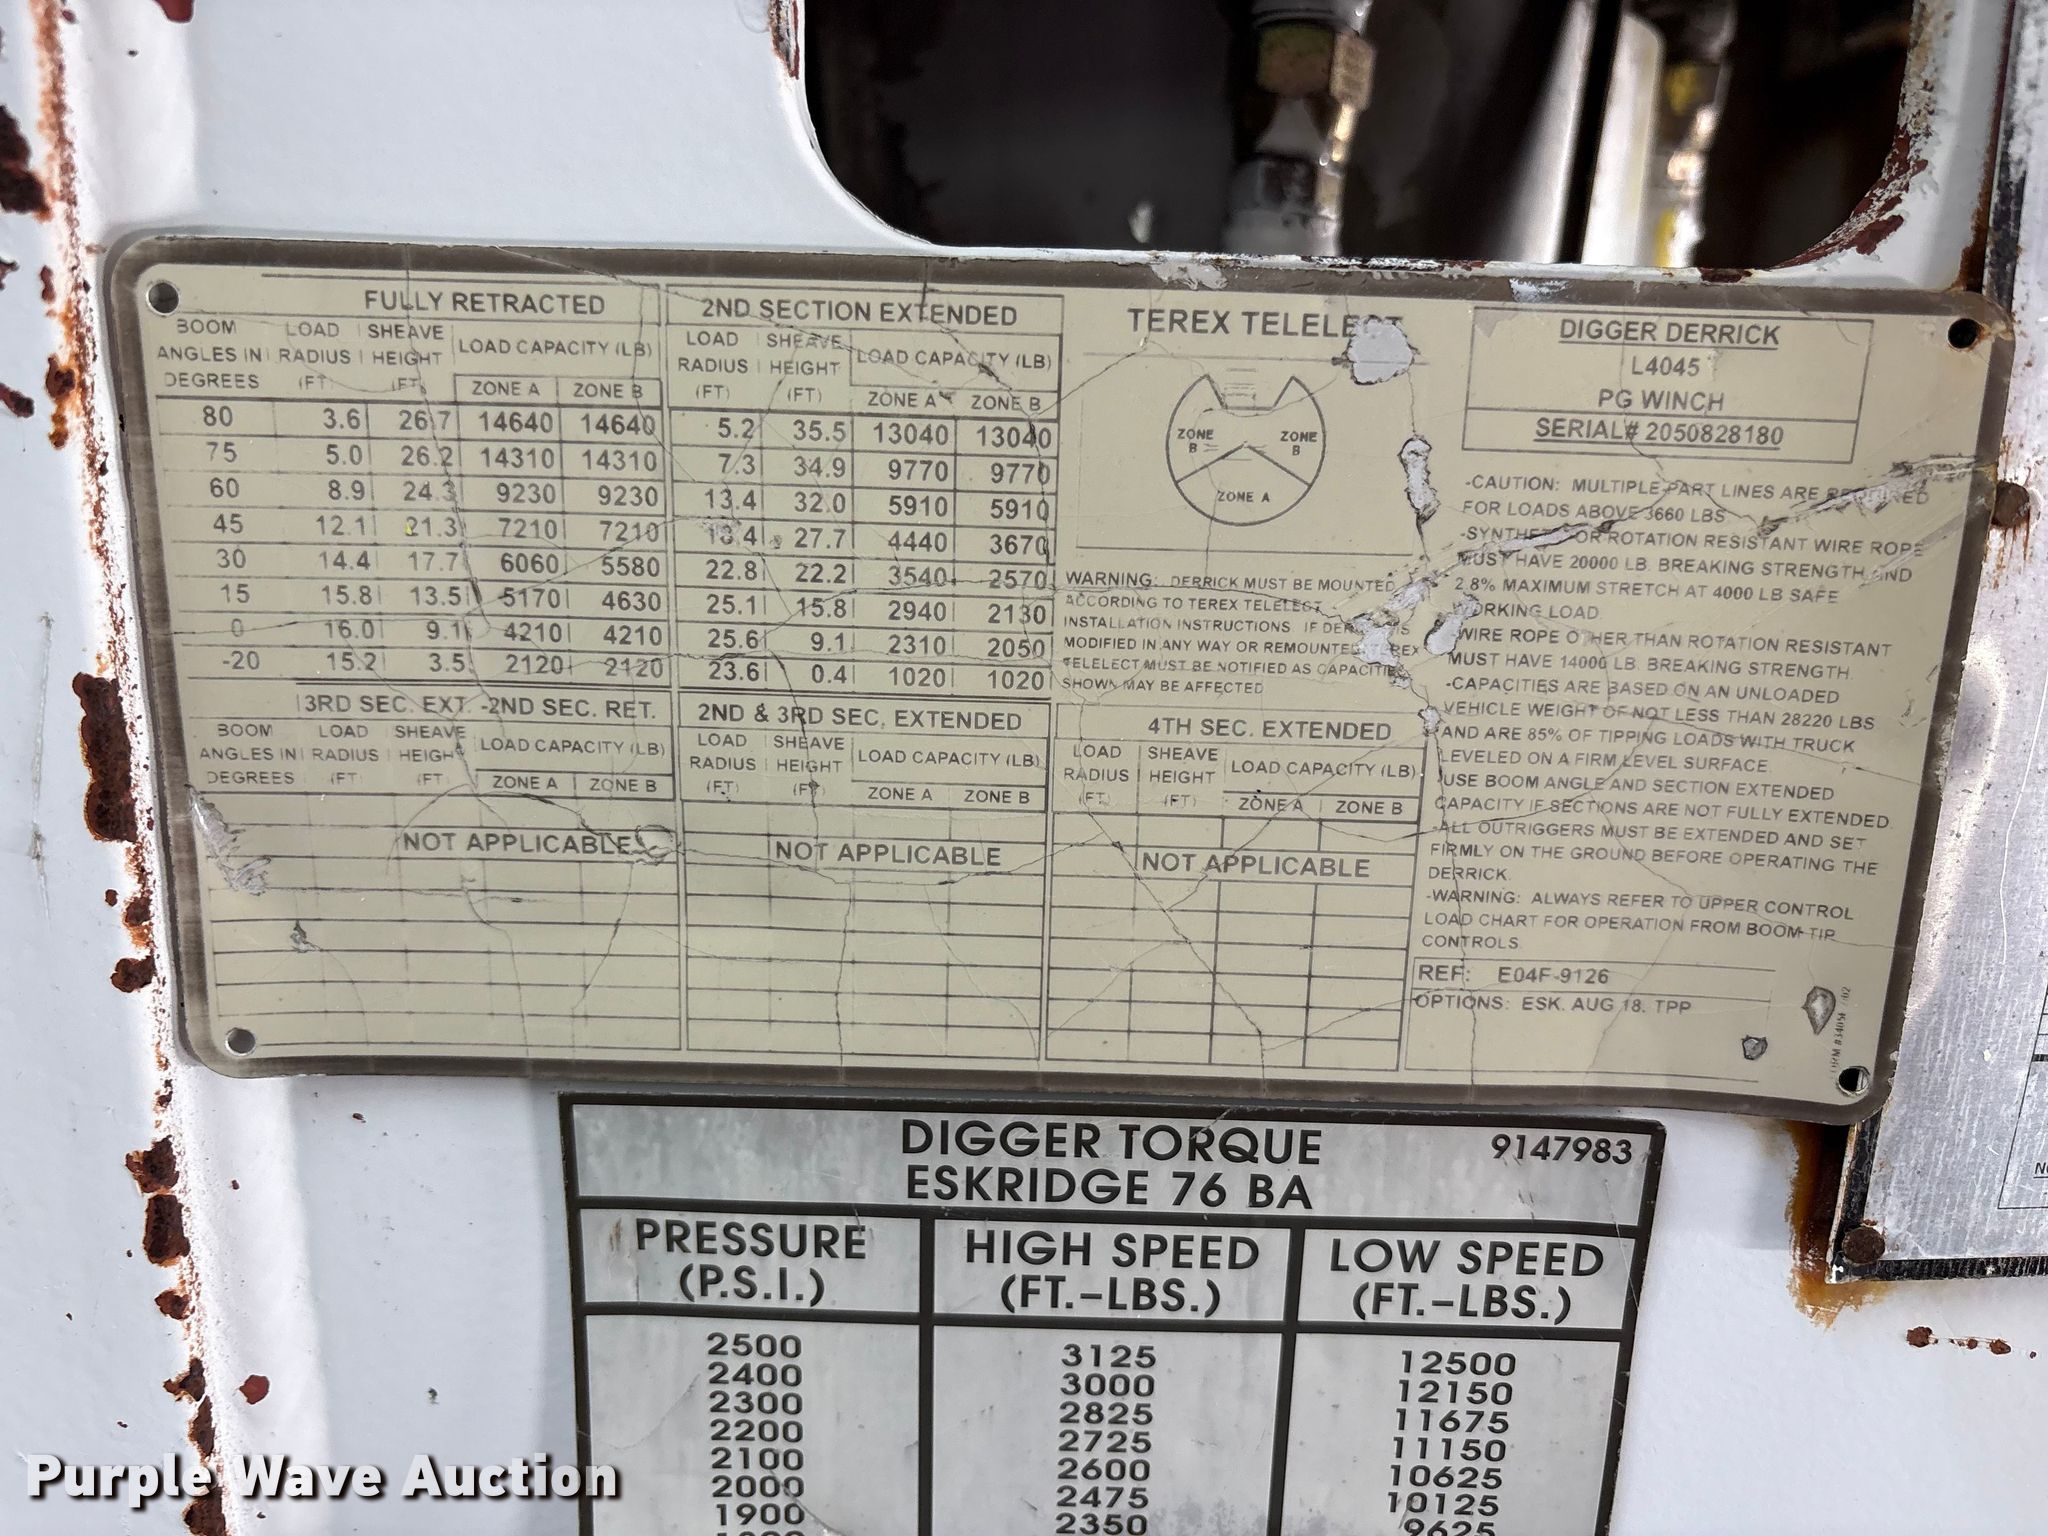 FULLY RETRACTED
BOOM ANGLES IN DEGREES | LOAD RADIUS (FT) | SHEAVE HEIGHT (FT) | LOAD CAPACITY (LB)
ZONE A | ZONE B
80 3.6 26.7 14640 14640
75 5.0 26.2 14310 14310
60 8.9 24.3 9230 9230
45 12.1 21.3 7210 7210
30 14.4 17.7 6060 5580
15 15.8 13.5 5170 4630
0 16.0 9.1 4210 4210
-20 15.2 3.5 2120 2120
2ND SECTION EXTENDED
LOAD RADIUS (FT) | SHEAVE HEIGHT (FT) | LOAD CAPACITY (LB)
ZONE A | ZONE B
5.2 35.5 13040 13040
7.3 34.9 9770 9770
13.4 32.0 5910 5910
18.4 27.7 4440 3670
22.8 22.2 3540 2570
25.1 15.8 2940 2130
25.6 9.1 2310 2050
23.6 0.4 1020 1020
TEREX TELELECT
ZONE B
ZONE B
ZONE A
WARNING: DERRICK MUST BE MOUNTED
ACCORDING TO TEREX TELELECT
INSTALLATION INSTRUCTIONS IF IS
MODIFIED IN ANY WAY OR REMOUNTED TEREX
TELELECT MUST BE NOTIFIED AS CAPACITIES
SHOWN MAY BE AFFECTED
DIGGER DERRICK
L4045
PG WINCH
SERIAL# 2050828180
-CAUTION: MULTIPLE PART LINES ARE REQUIRED
FOR LOADS ABOVE 3660 LBS
-SYNTHETIC OR ROTATION RESISTANT WIRE ROPE
MUST HAVE 20000 LB. BREAKING STRENGTH AND
2.8% MAXIMUM STRETCH AT 4000 LB SAFE
WORKING LOAD.
WIRE ROPE OTHER THAN ROTATION RESISTANT
MUST HAVE 14000 LB. BREAKING STRENGTH.
-CAPACITIES ARE BASED ON AN UNLOADED
VEHICLE WEIGHT OF NOT LESS THAN 28220 LBS
AND ARE 85% OF TIPPING LOADS WITH TRUCK
LEVELED ON A FIRM LEVEL SURFACE.
USE BOOM ANGLE AND SECTION EXTENDED
CAPACITY IF SECTIONS ARE NOT FULLY EXTENDED.
-ALL OUTRIGGERS MUST BE EXTENDED AND SET
FIRMLY ON THE GROUND BEFORE OPERATING THE
DERRICK.
-WARNING: ALWAYS REFER TO UPPER CONTROL
LOAD CHART FOR OPERATION FROM BOOM TIP
CONTROLS.
REF: E04F-9126
OPTIONS: ESK. AUG 18, TPP
3RD SEC. EXT. -2ND SEC. RET.
BOOM ANGLES IN DEGREES | LOAD RADIUS (FT) | SHEAVE HEIGHT (FT) | LOAD CAPACITY (LB)
ZONE A | ZONE B
NOT APPLICABLE
2ND & 3RD SEC. EXTENDED
LOAD RADIUS (FT) | SHEAVE HEIGHT (FT) | LOAD CAPACITY (LB)
ZONE A | ZONE B
NOT APPLICABLE
4TH SEC. EXTENDED
LOAD RADIUS (FT) | SHEAVE HEIGHT (FT) | LOAD CAPACITY (LB)
ZONE A | ZONE B
NOT APPLICABLE
DIGGER TORQUE 9147983
ESKRIDGE 76 BA
PRESSURE (P.S.I.) | HIGH SPEED (FT.-LBS.) | LOW SPEED (FT.-LBS.)
2500 3125 12500
2400 3000 12150
2300 2825 11675
2200 2725 11150
2100 2600 10625
2000 2475 10125
1900 2350 9625
Purple Wave Auction